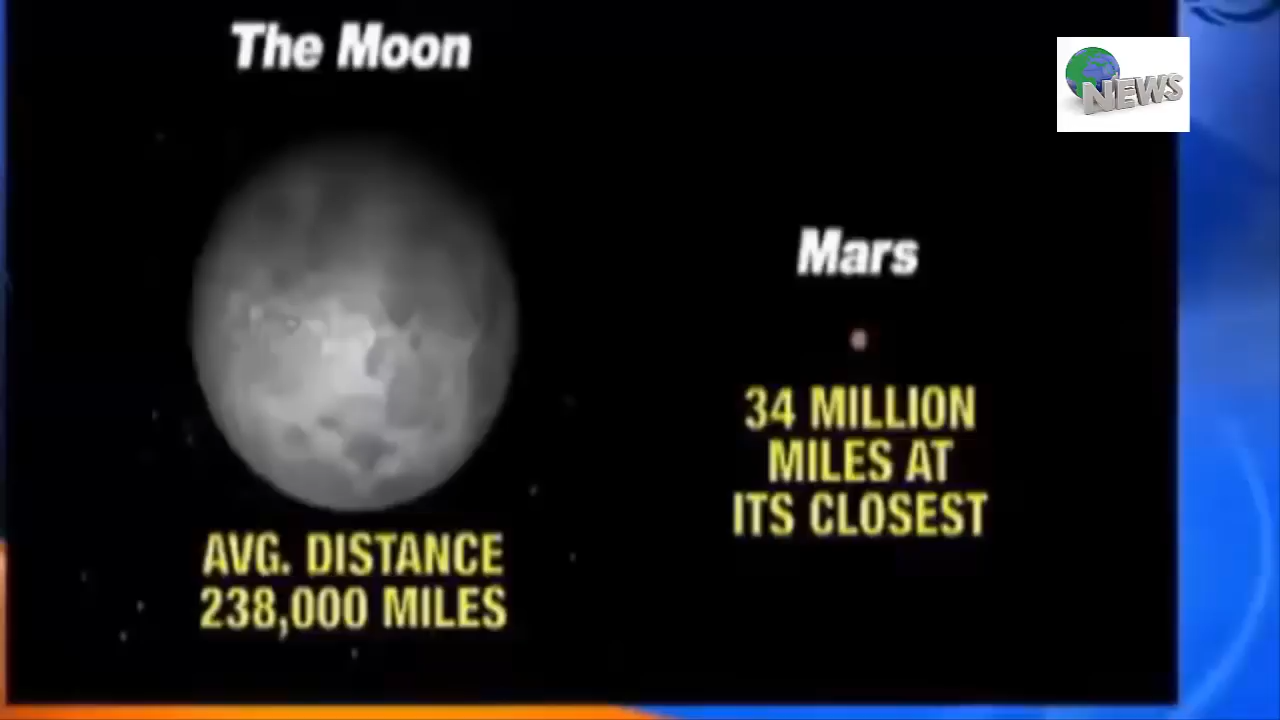 The Moon
NEWS
Mars
34 MILLION
MILES AT
ITS CLOSEST
AVG. DISTANCE
238,000 MILES